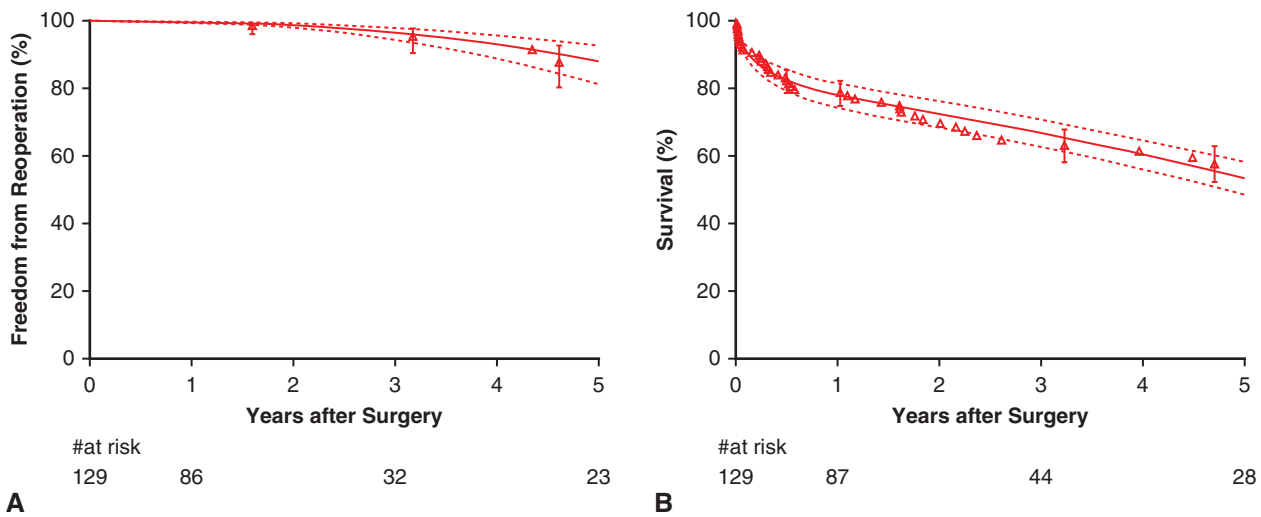 Freedom from Reoperation (%)
100
80
60
40
20
0
0 1 2 3 4 5
Years after Surgery
#at risk
129 86 32 23
A
Survival (%)
100
80
60
40
20
0
0 1 2 3 4 5
Years after Surgery
#at risk
129 87 44 28
B